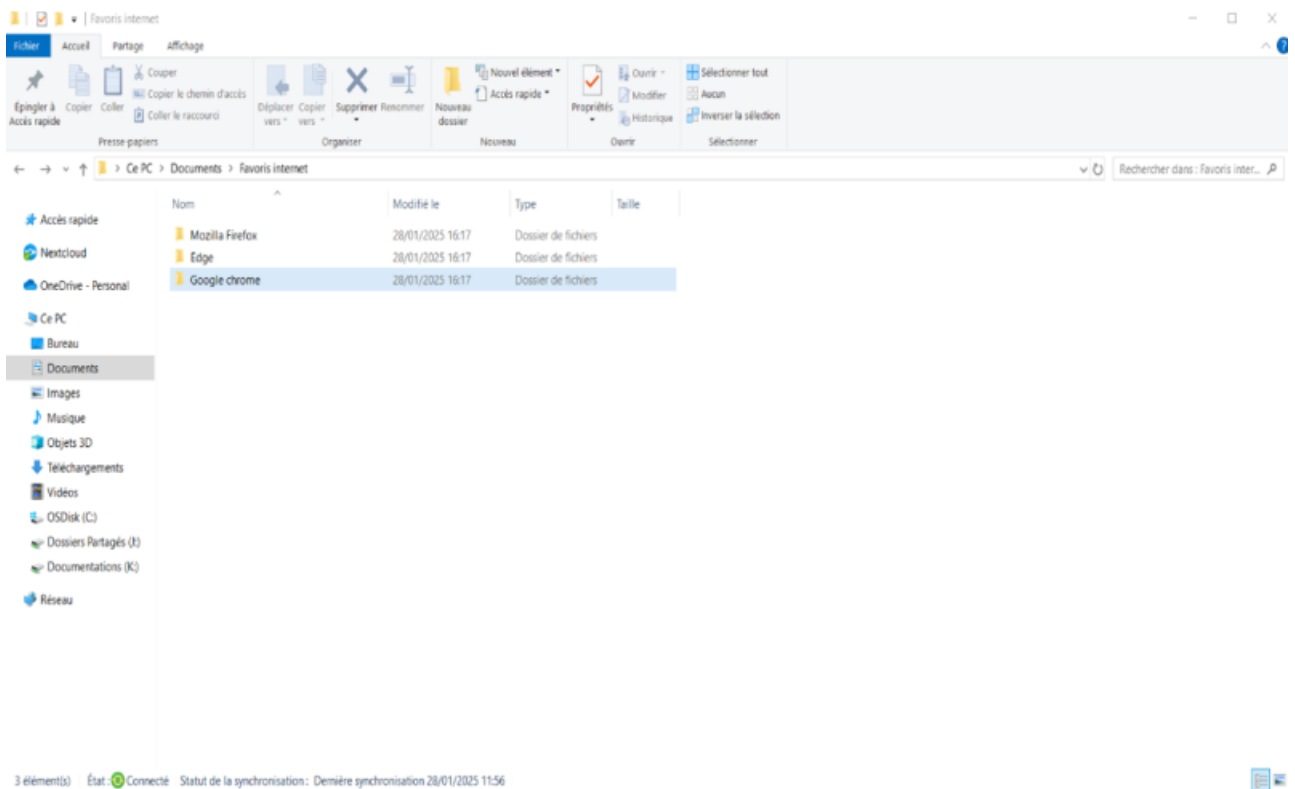 Favoris internet
Fichier Accueil Partage Affichage
Épingler à Accès rapide
Copier
Coller
Couper
Copier le chemin d'accès
Coller le raccourci
Presse-papiers
Déplacer vers
Copier vers
Supprimer
Renommer
Organiser
Nouveau dossier
Nouvel élément
Accès rapide
Nouveau
Propriétés
Ouvrir
Modifier
Historique
Ouvrir
Sélectionner tout
Aucun
Inverser la sélection
Sélectionner
> Ce PC > Documents > Favoris internet
Rechercher dans : Favoris inter...
Nom Modifié le Type Taille
Mozilla Firefox 28/01/2025 16:17 Dossier de fichiers
Edge 28/01/2025 16:17 Dossier de fichiers
Google chrome 28/01/2025 16:17 Dossier de fichiers
Accès rapide
Nextcloud
OneDrive - Personal
Ce PC
Bureau
Documents
Images
Musique
Objets 3D
Téléchargements
Vidéos
OSDisk (C:)
Dossiers Partagés (I:)
Documentations (K:)
Réseau
3 élément(s) État : Connecté Statut de la synchronisation : Dernière synchronisation 28/01/2025 11:56